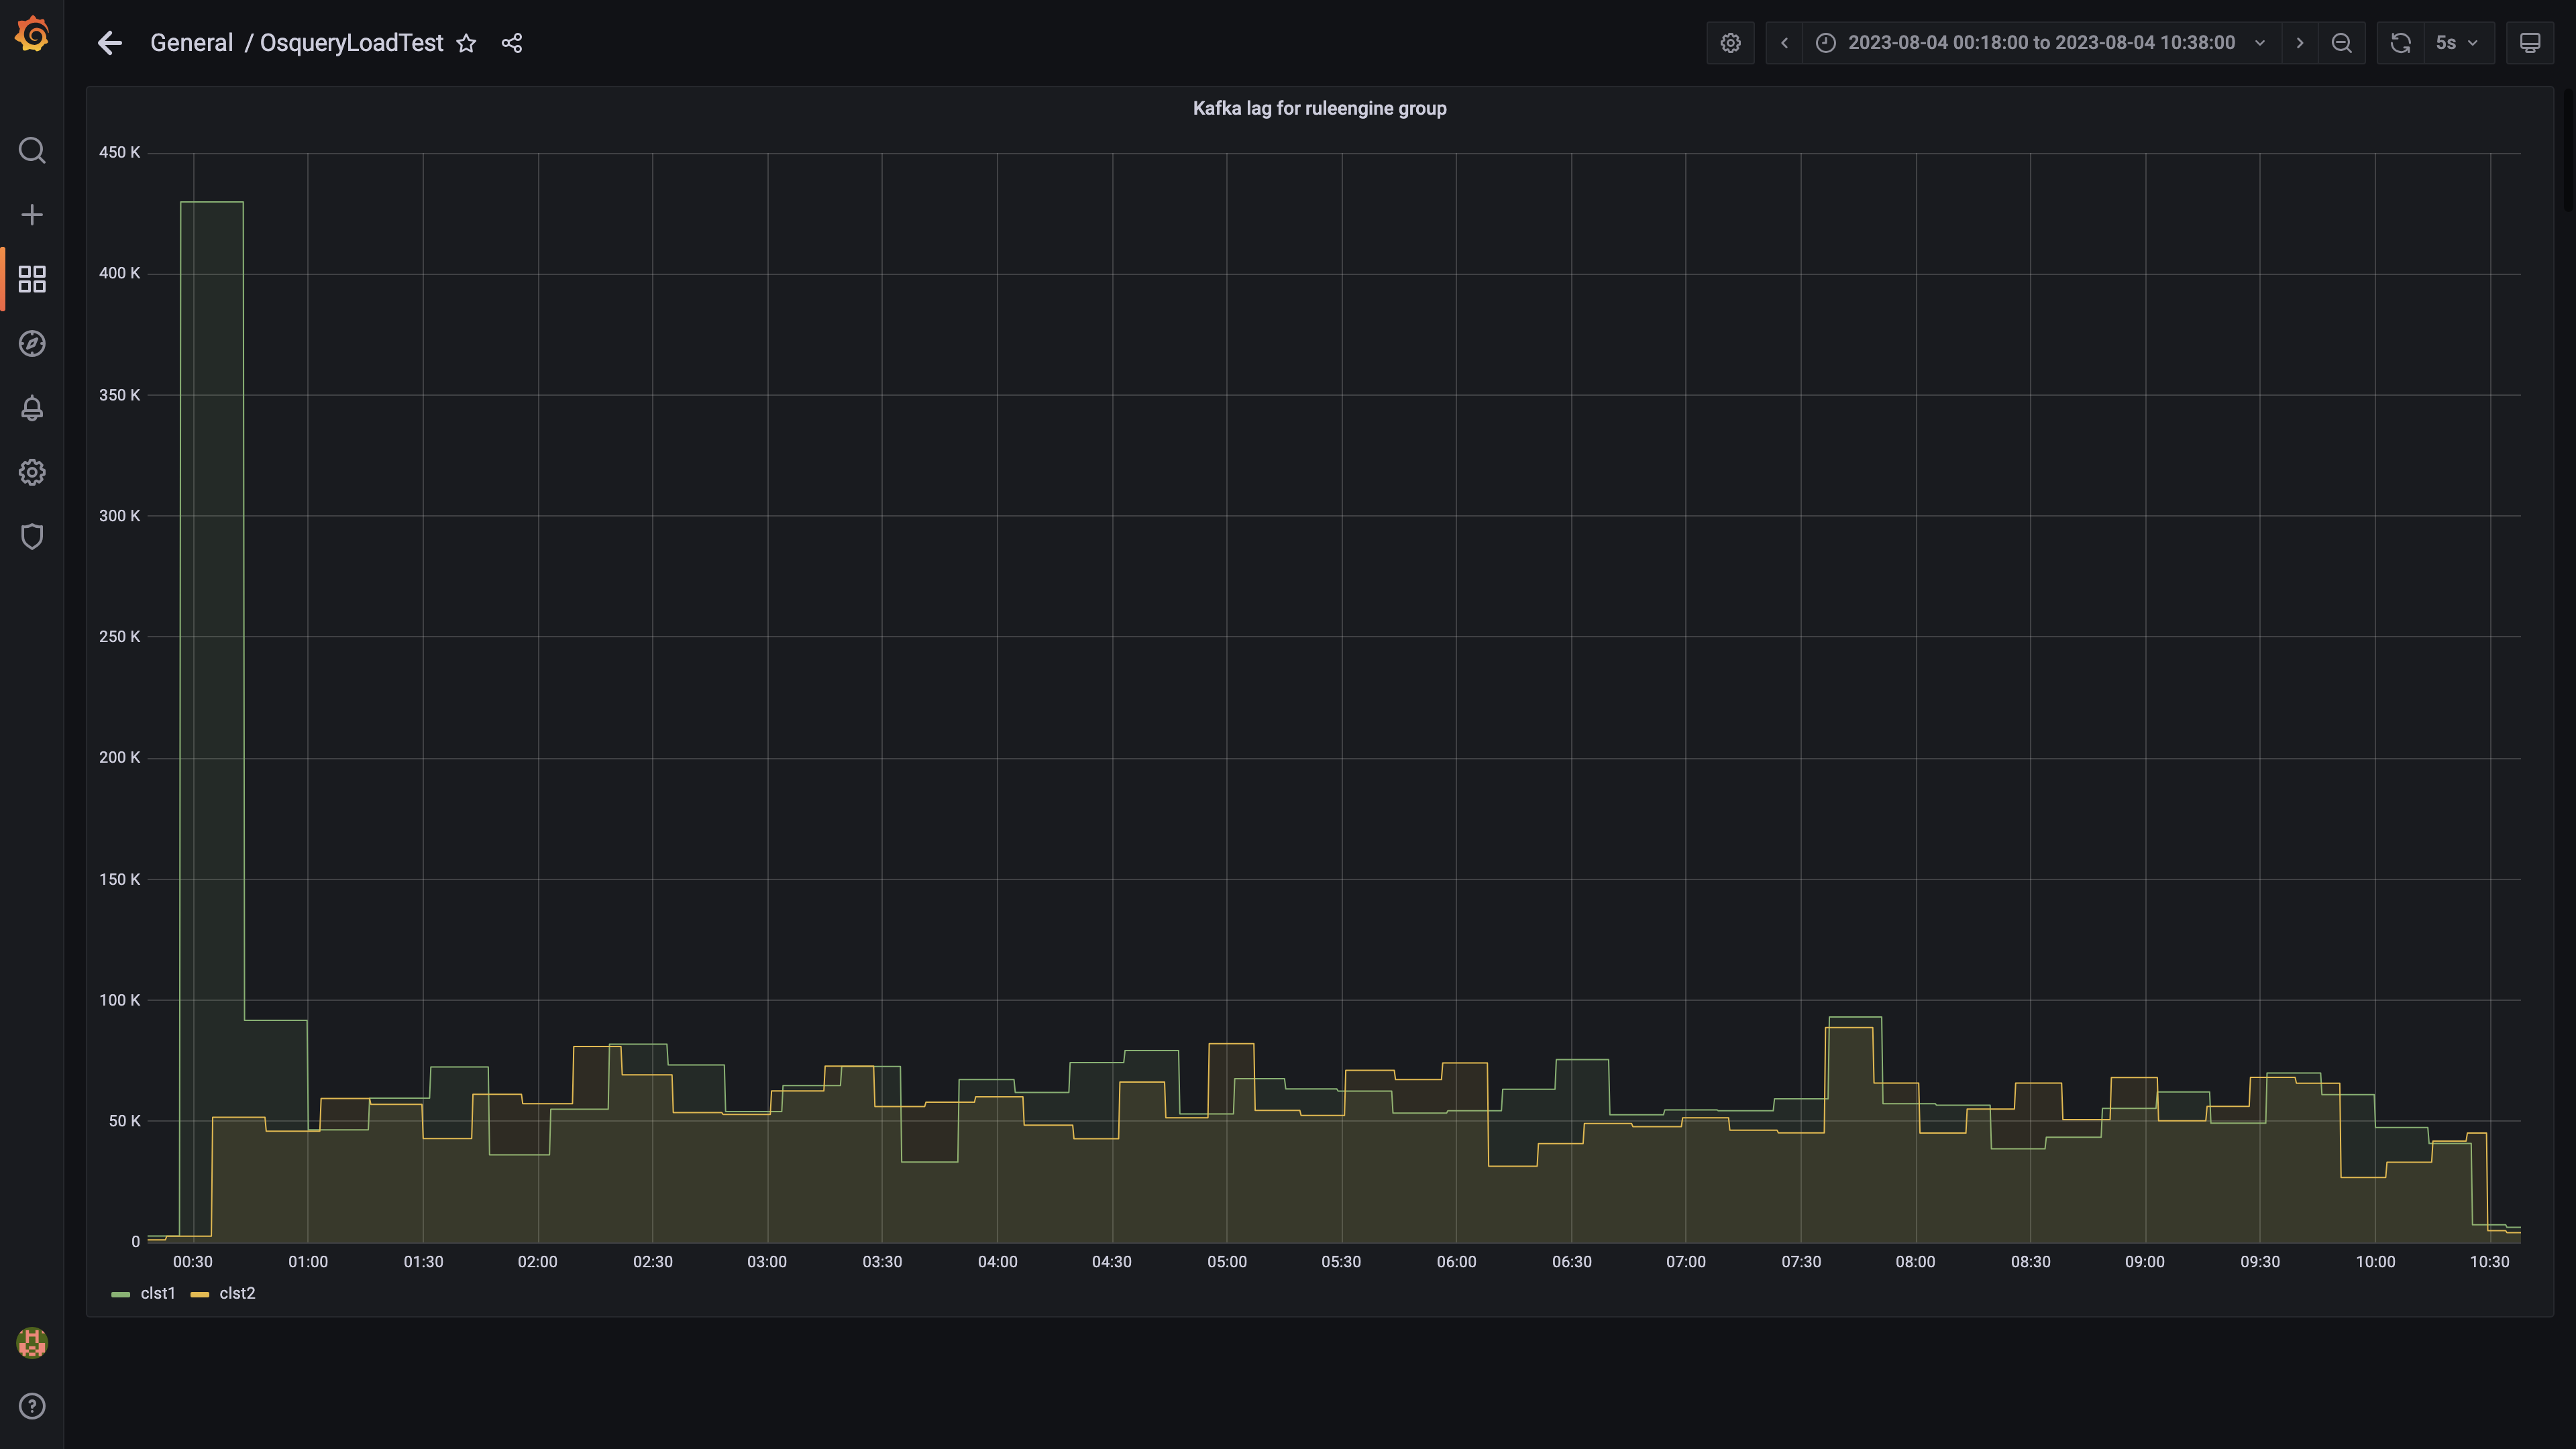 General / OsqueryLoadTest
2023-08-04 00:18:00 to 2023-08-04 10:38:00
5s
Kafka lag for ruleengine group
450 K
400 K
350 K
300 K
250 K
200 K
150 K
100 K
50 K
0
00:30 01:00 01:30 02:00 02:30 03:00 03:30 04:00 04:30 05:00 05:30 06:00 06:30 07:00 07:30 08:00 08:30 09:00 09:30 10:00 10:30
clst1 clst2